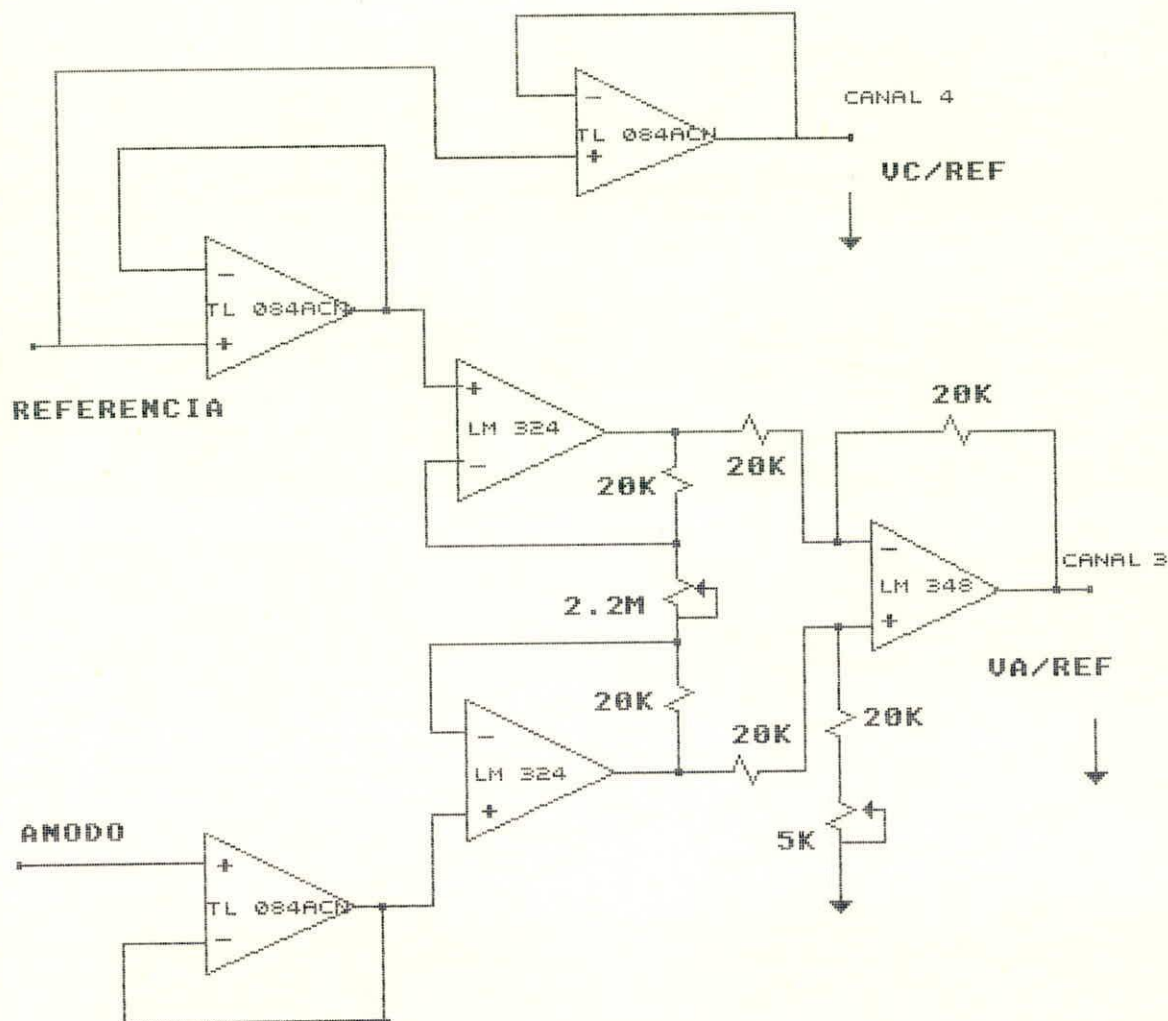 CANAL 4
TL 084ACN
VC/REF
TL 084ACN
REFERENCIA
LM 324
20K
20K
20K
CANAL 3
LM 348
2.2M
VA/REF
20K
20K
20K
LM 324
5K
ANODO
TL 084ACN